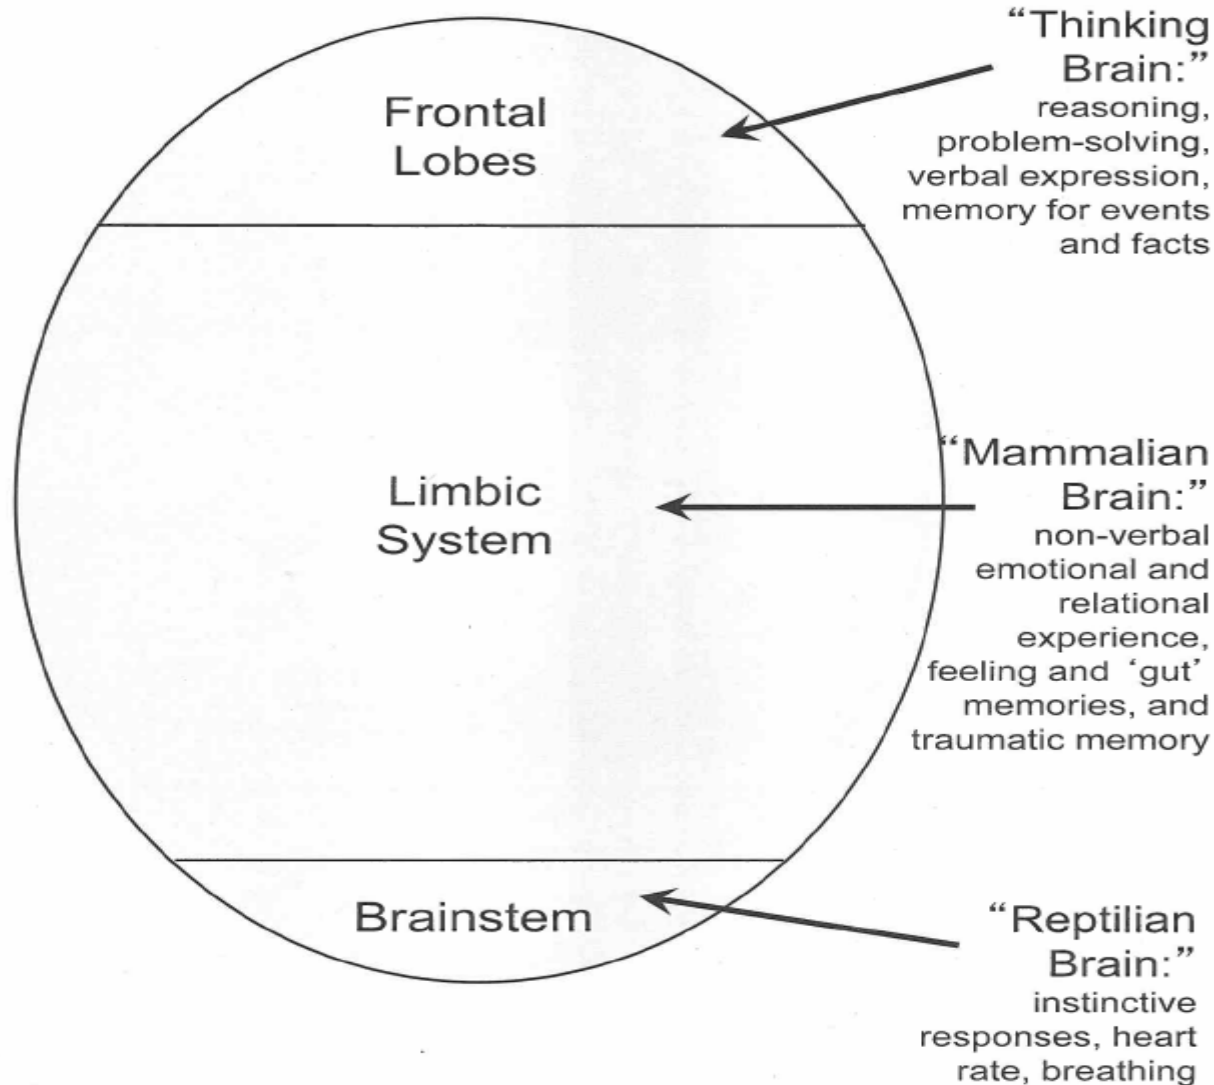 “Thinking
Brain:”
reasoning,
problem-solving,
verbal expression,
memory for events
and facts
Frontal
Lobes
“Mammalian
Brain:”
non-verbal
emotional and
relational
experience,
feeling and ‘gut’
memories, and
traumatic memory
Limbic
System
“Reptilian
Brain:”
instinctive
responses, heart
rate, breathing
Brainstem